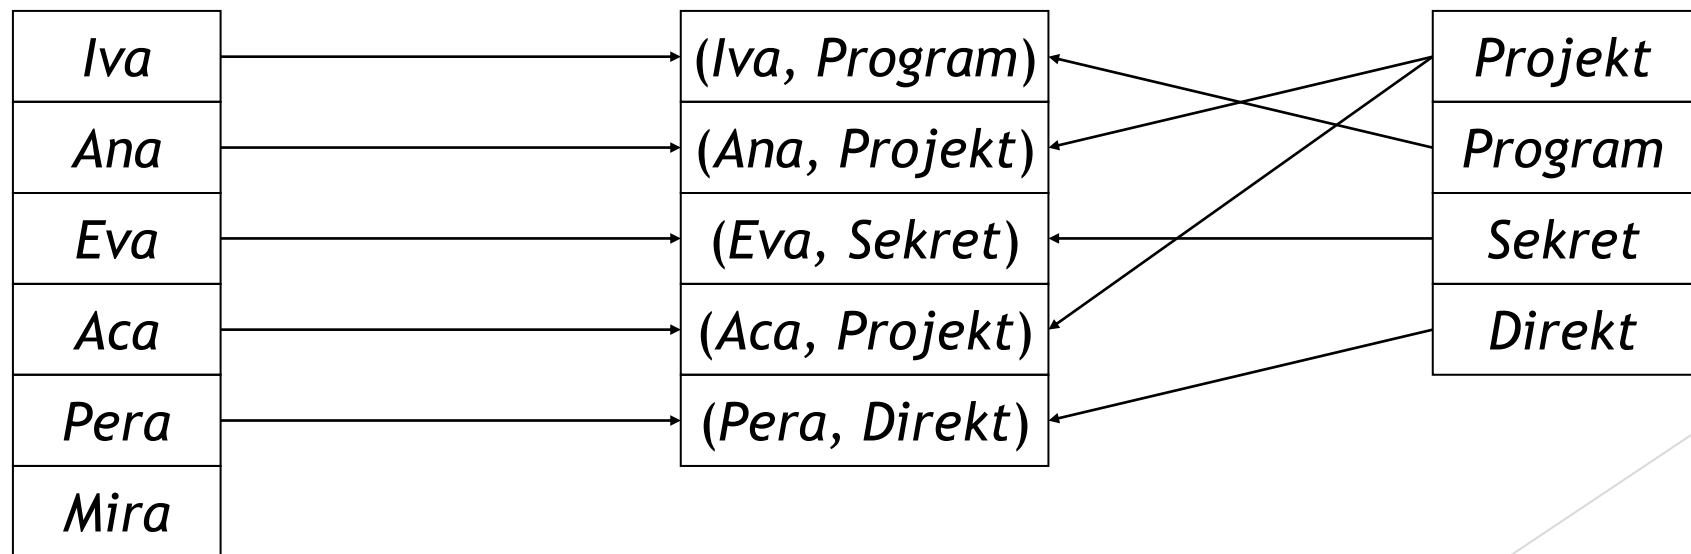 Iva (Iva, Program) Projekt
Ana (Ana, Projekt) Program
Eva (Eva, Sekret) Sekret
Aca (Aca, Projekt) Direkt
Pera (Pera, Direkt)
Mira